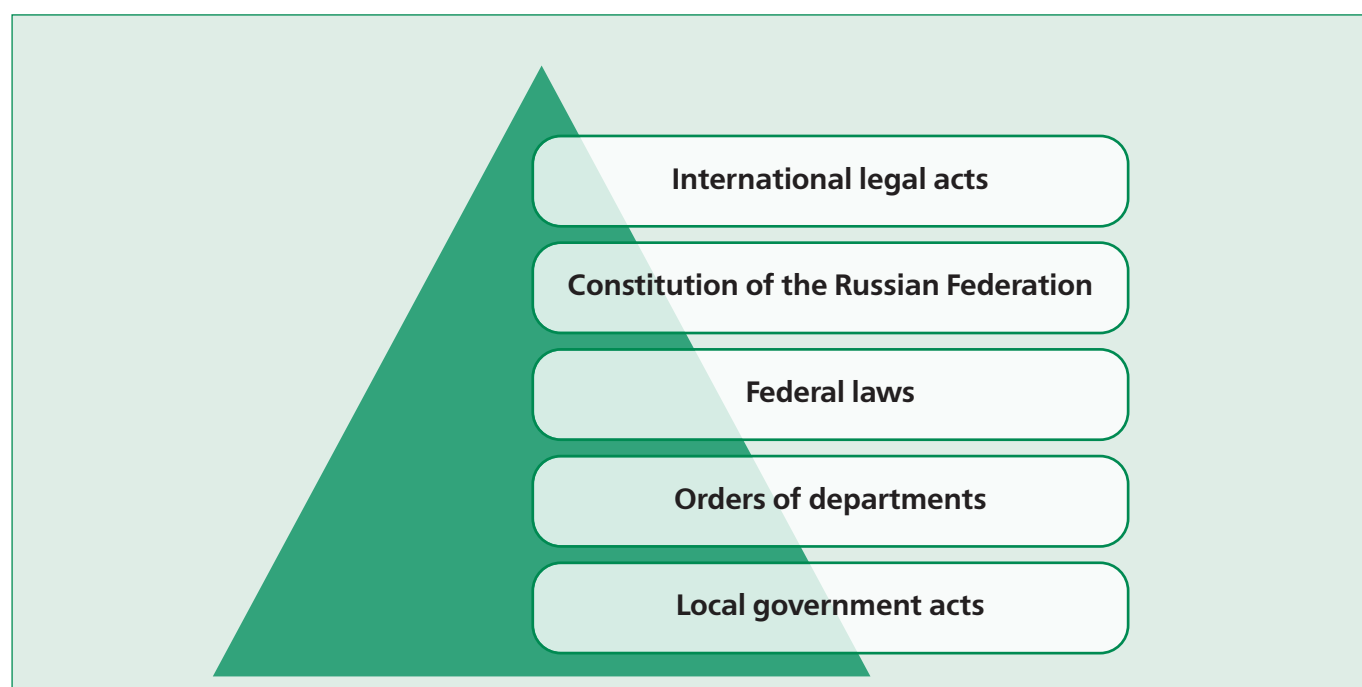 International legal acts
Constitution of the Russian Federation
Federal laws
Orders of departments
Local government acts